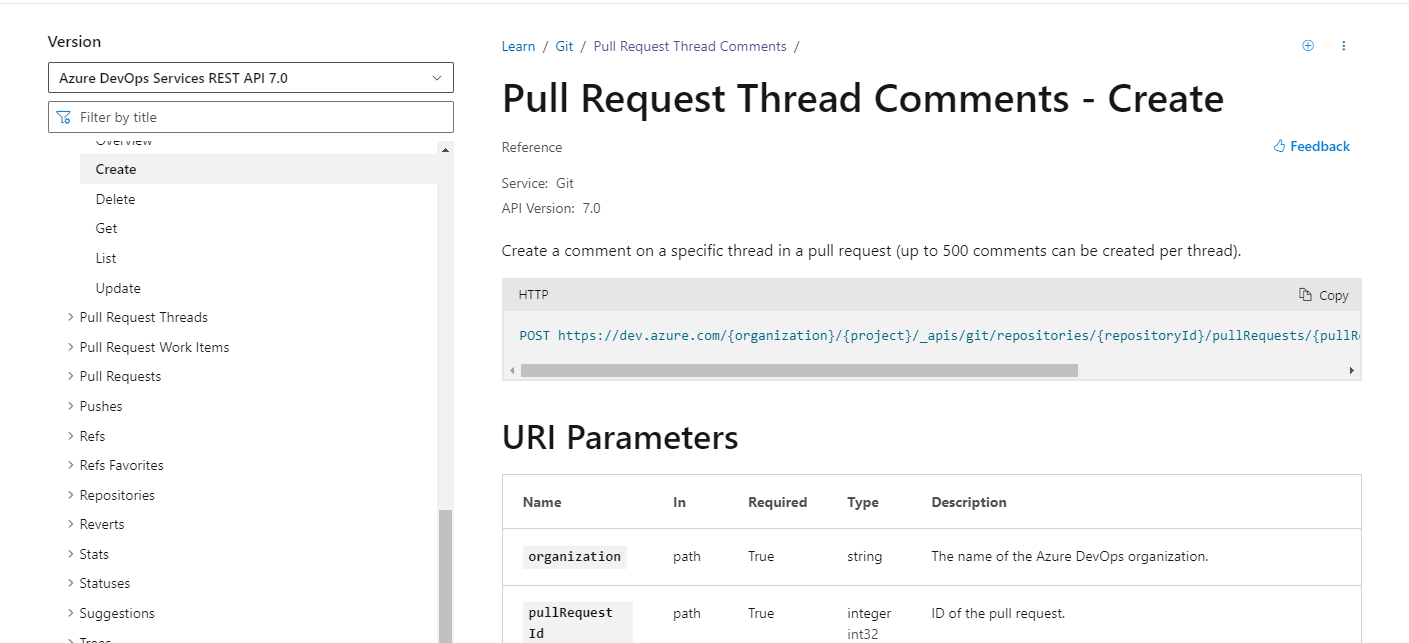 Version
Azure DevOps Services REST API 7.0
Filter by title
Overview
Create
Delete
Get
List
Update
Pull Request Threads
Pull Request Work Items
Pull Requests
Pushes
Refs
Refs Favorites
Repositories
Reverts
Stats
Statuses
Suggestions
Trees
Learn / Git / Pull Request Thread Comments /
Pull Request Thread Comments - Create
Reference
Feedback
Service: Git
API Version: 7.0
Create a comment on a specific thread in a pull request (up to 500 comments can be created per thread).
HTTP
Copy
POST https://dev.azure.com/{organization}/{project}/_apis/git/repositories/{repositoryId}/pullRequests/{pullR
URI Parameters
Name In Required Type Description
organization path True string The name of the Azure DevOps organization.
pullRequest path True integer ID of the pull request.
Id int32